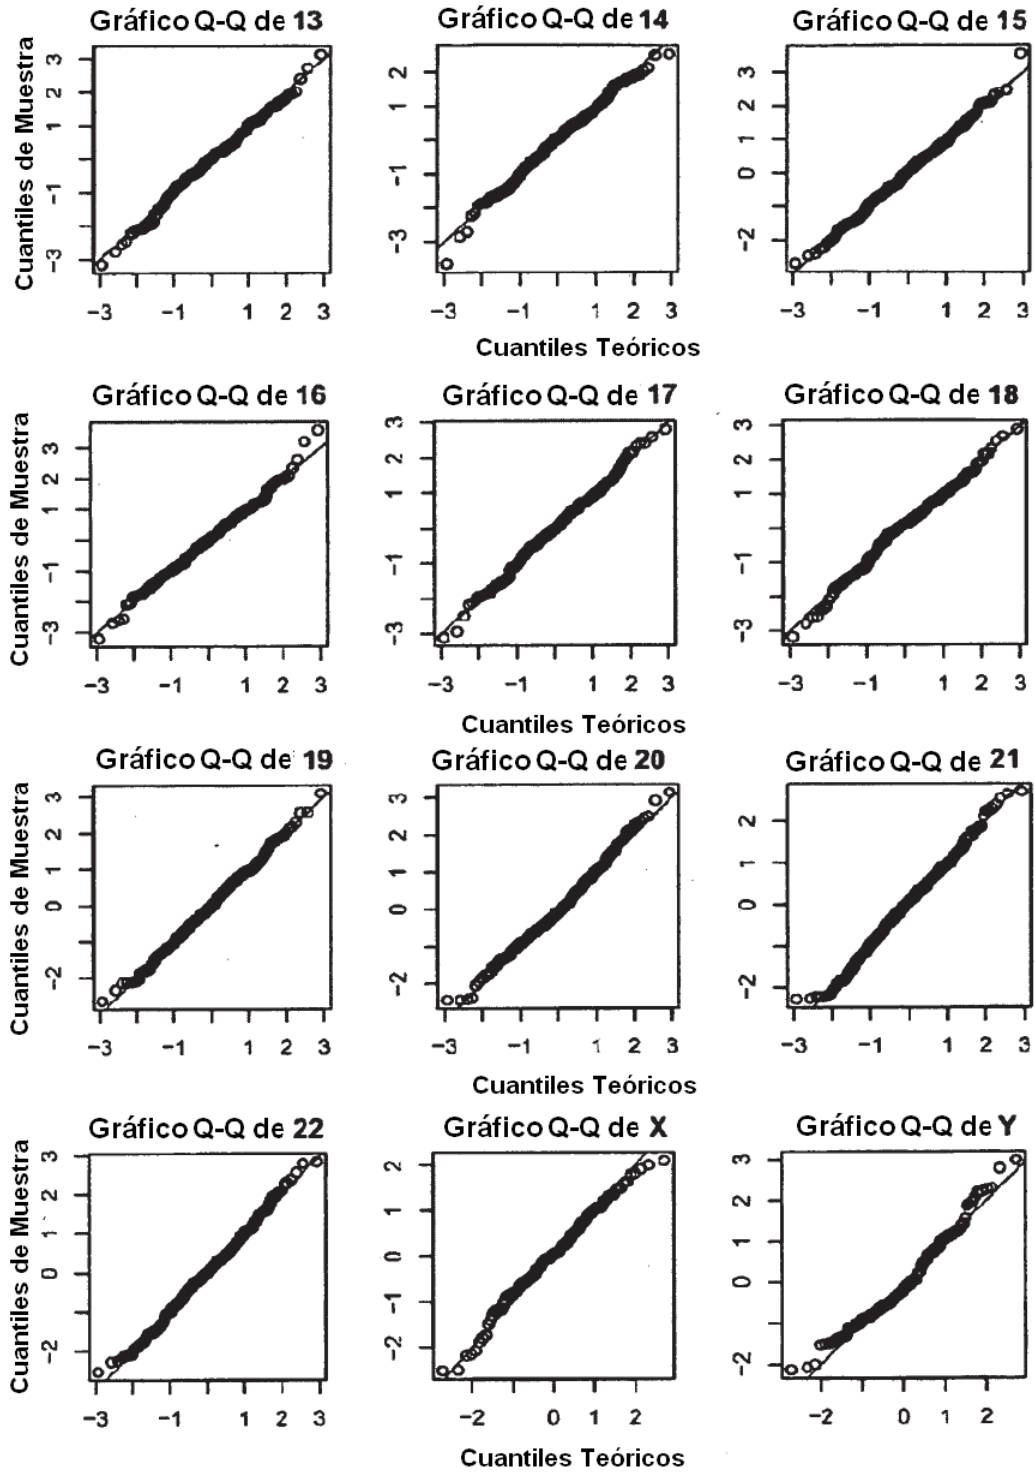 Gráfico Q-Q de 13
Gráfico Q-Q de 14
Gráfico Q-Q de 15
Cuantiles de Muestra
3
2
1
-1
-3
-3 -1 1 2 3
2
1
-1
-3
-3 -1 1 2 3
3
2
1
0
-2
-3 -1 1 2 3
Cuantiles Teóricos
Gráfico Q-Q de 16
Gráfico Q-Q de 17
Gráfico Q-Q de 18
Cuantiles de Muestra
3
2
1
-1
-3
-3 -1 1 2 3
3
2
1
-1
-3
-3 -1 1 2 3
3
2
1
-1
-3
-3 -1 1 2 3
Cuantiles Teóricos
Gráfico Q-Q de 19
Gráfico Q-Q de 20
Gráfico Q-Q de 21
Cuantiles de Muestra
3
2
1
0
-2
-3 -1 1 2 3
3
2
1
0
-2
-3 -1 1 2 3
2
1
0
-2
-3 -1 1 2 3
Cuantiles Teóricos
Gráfico Q-Q de 22
Gráfico Q-Q de X
Gráfico Q-Q de Y
Cuantiles de Muestra
3
2
1
0
-2
-3 -1 1 2 3
2
1
0
-1
-2
-2 0 1 2
3
2
1
0
-2
-2 0 1 2
Cuantiles Teóricos